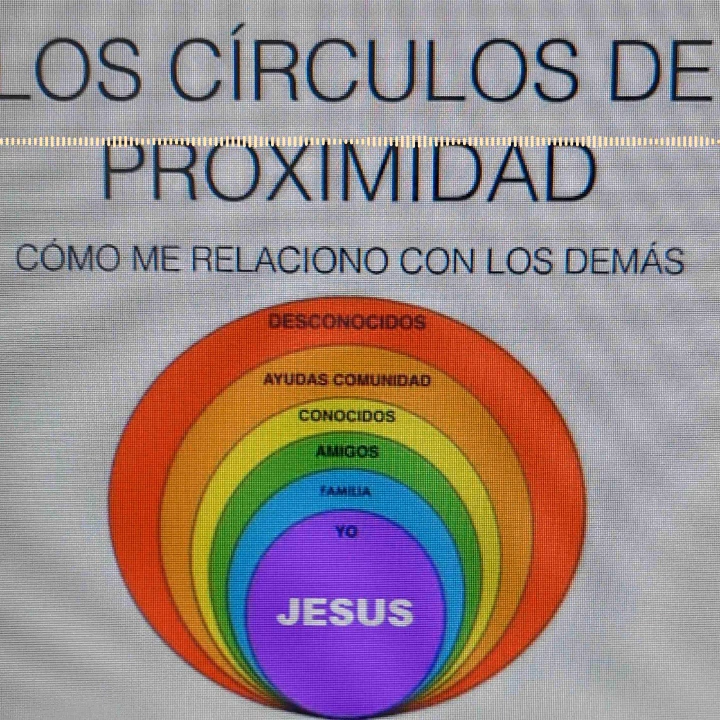 LOS CÍRCULOS DE
PROXIMIDAD
CÓMO ME RELACIONO CON LOS DEMÁS
DESCONOCIDOS
AYUDAS COMUNIDAD
CONOCIDOS
AMIGOS
FAMILIA
YO
JESUS